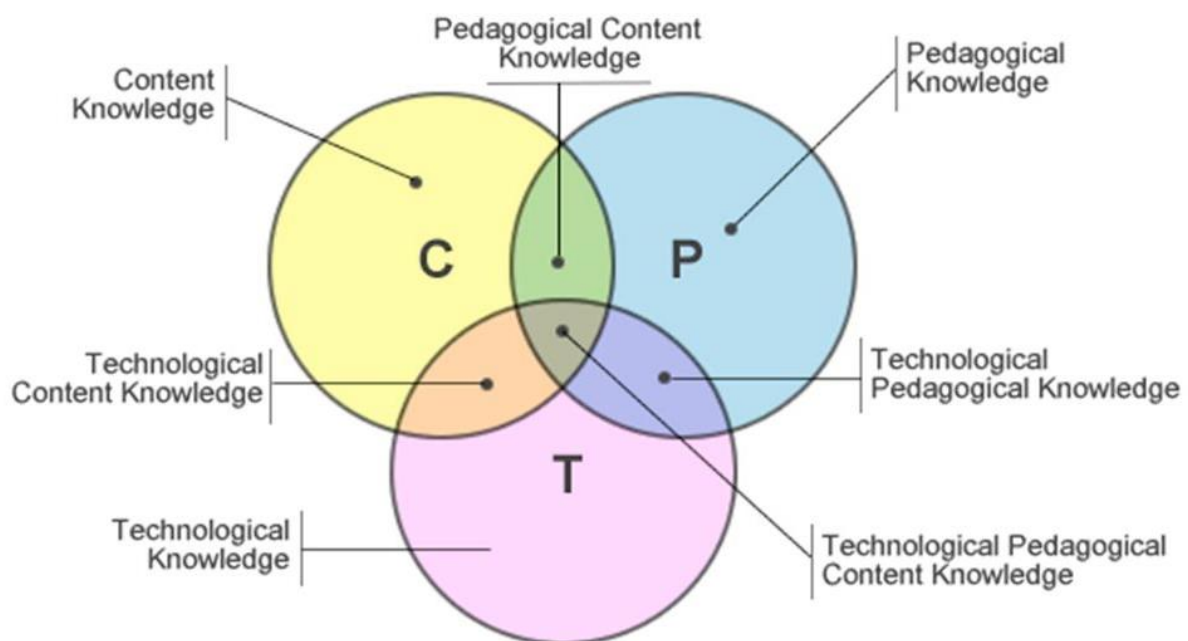 Pedagogical Content
Knowledge
Content
Knowledge
Pedagogical
Knowledge
C
P
Technological
Content Knowledge
Technological
Pedagogical Knowledge
T
Technological
Knowledge
Technological Pedagogical
Content Knowledge